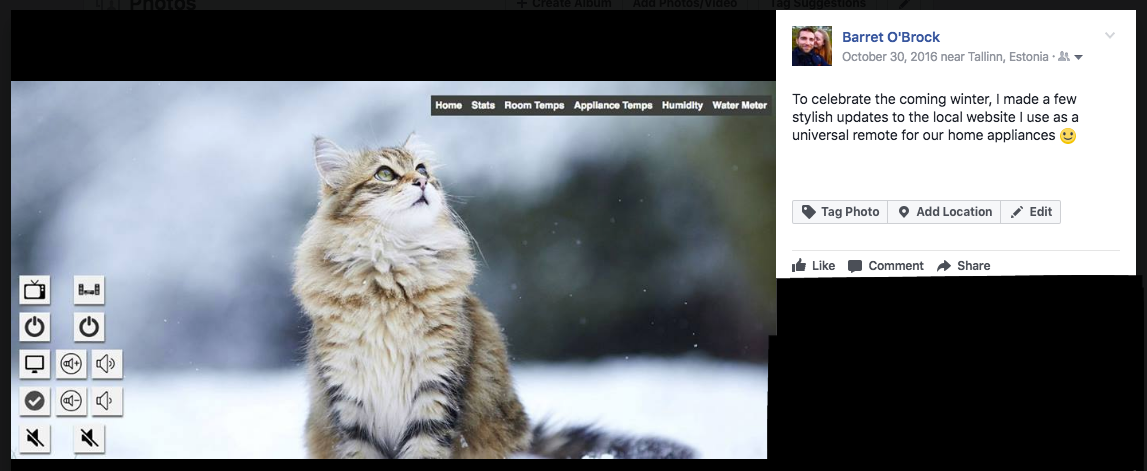 Photos
+ Create Album
Add Photos/Video
Tag Suggestions
Home Stats Room Temps Appliance Temps Humidity Water Meter
Barret O'Brock
October 30, 2016 near Tallinn, Estonia ·
To celebrate the coming winter, I made a few
stylish updates to the local website I use as a
universal remote for our home appliances 🙂
Tag Photo Add Location Edit
Like Comment Share